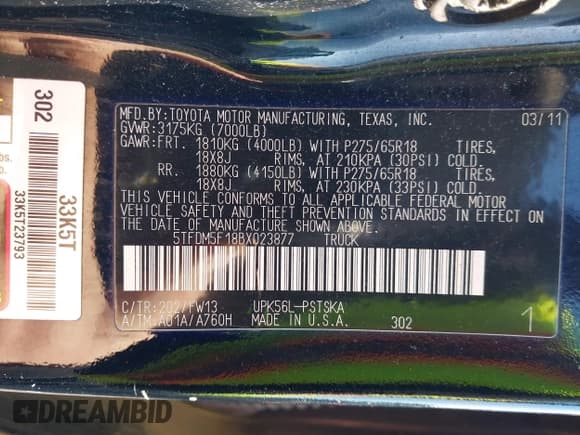 302
33K5T
33K5T23793
MFD.BY:TOYOTA MOTOR MANUFACTURING, TEXAS, INC. 03/11
GVWR:3175KG (7000LB)
GAWR:FRT. 1810KG (4000LB) WITH P275/65R18 TIRES,
18X8J RIMS, AT 210KPA (30PSI) COLD.
RR. 1880KG (4150LB) WITH P275/65R18 TIRES,
18X8J RIMS, AT 230KPA (33PSI) COLD.
THIS VEHICLE CONFORMS TO ALL APPLICABLE FEDERAL MOTOR
VEHICLE SAFETY AND THEFT PREVENTION STANDARDS IN EFFECT ON
THE DATE OF MANUFACTURE SHOWN ABOVE.
5TFDM5F18BX023877 TRUCK
C/TR:202/FW13 UPK56L-PSTSKA
A/TM:A01A/A760H MADE IN U.S.A. 302 1
DREAMBID